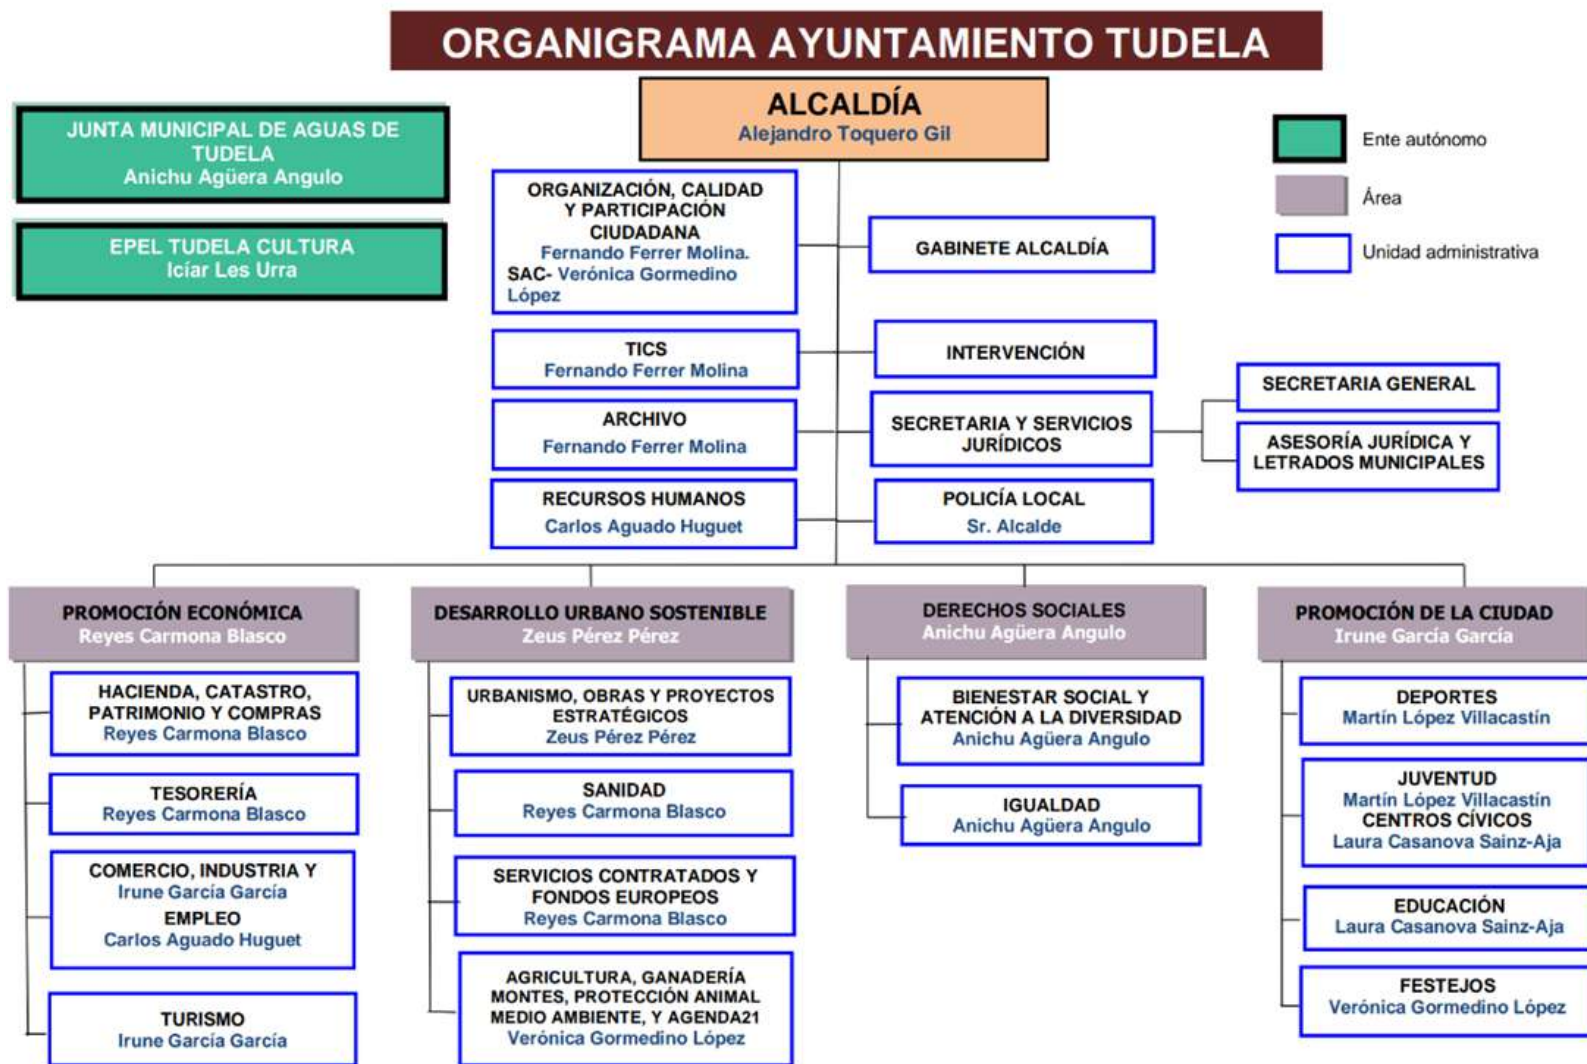 ORGANIGRAMA AYUNTAMIENTO TUDELA
ALCALDÍA
Alejandro Toquero Gil
JUNTA MUNICIPAL DE AGUAS DE
TUDELA
Anichu Agüera Angulo
EPEL TUDELA CULTURA
Icíar Les Urra
Ente autónomo
Área
Unidad administrativa
ORGANIZACIÓN, CALIDAD
Y PARTICIPACIÓN
CIUDADANA
Fernando Ferrer Molina.
SAC- Verónica Gormedino
López
GABINETE ALCALDÍA
TICS
Fernando Ferrer Molina
INTERVENCIÓN
ARCHIVO
Fernando Ferrer Molina
SECRETARIA Y SERVICIOS
JURÍDICOS
SECRETARIA GENERAL
ASESORÍA JURÍDICA Y
LETRADOS MUNICIPALES
RECURSOS HUMANOS
Carlos Aguado Huguet
POLICÍA LOCAL
Sr. Alcalde
PROMOCIÓN ECONÓMICA
Reyes Carmona Blasco
HACIENDA, CATASTRO,
PATRIMONIO Y COMPRAS
Reyes Carmona Blasco
TESORERÍA
Reyes Carmona Blasco
COMERCIO, INDUSTRIA Y
Irune García García
EMPLEO
Carlos Aguado Huguet
TURISMO
Irune García García
DESARROLLO URBANO SOSTENIBLE
Zeus Pérez Pérez
URBANISMO, OBRAS Y PROYECTOS
ESTRATÉGICOS
Zeus Pérez Pérez
SANIDAD
Reyes Carmona Blasco
SERVICIOS CONTRATADOS Y
FONDOS EUROPEOS
Reyes Carmona Blasco
AGRICULTURA, GANADERÍA
MONTES, PROTECCIÓN ANIMAL
MEDIO AMBIENTE, Y AGENDA21
Verónica Gormedino López
DERECHOS SOCIALES
Anichu Agüera Angulo
BIENESTAR SOCIAL Y
ATENCIÓN A LA DIVERSIDAD
Anichu Agüera Angulo
IGUALDAD
Anichu Agüera Angulo
PROMOCIÓN DE LA CIUDAD
Irune García García
DEPORTES
Martín López Villacastín
JUVENTUD
Martín López Villacastín
CENTROS CÍVICOS
Laura Casanova Sainz-Aja
EDUCACIÓN
Laura Casanova Sainz-Aja
FESTEJOS
Verónica Gormedino López